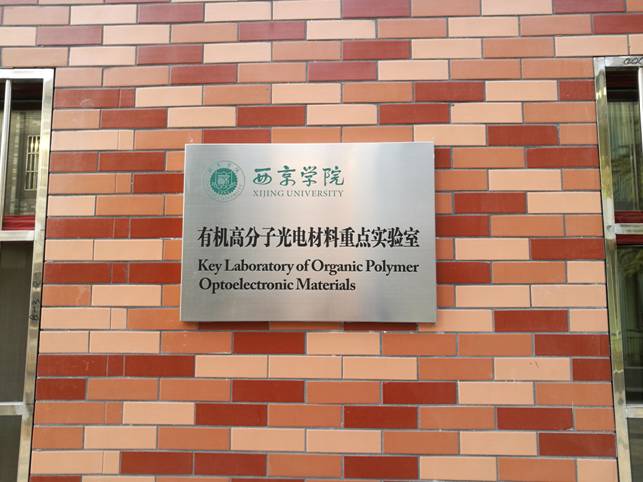 西京学院
XIJING UNIVERSITY
有机高分子光电材料重点实验室
Key Laboratory of Organic Polymer
Optoelectronic Materials